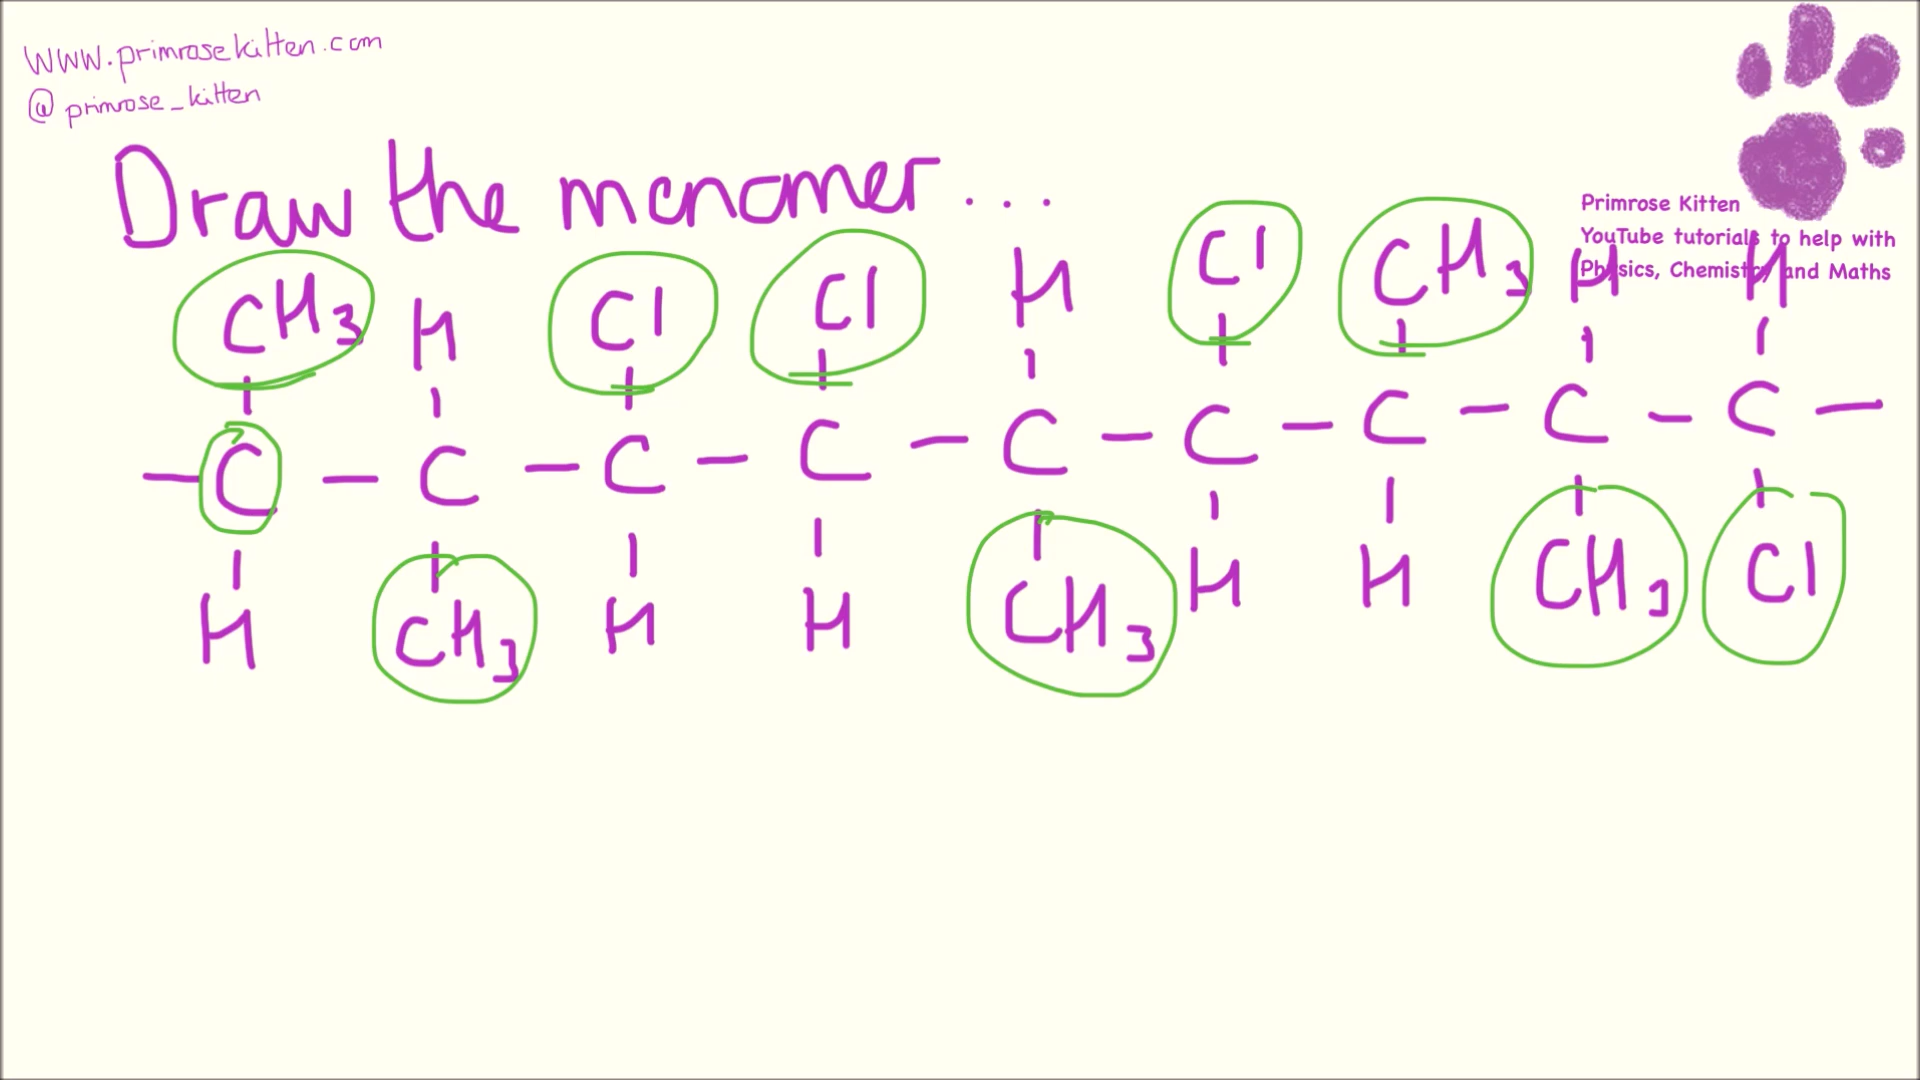 www.primrosekitten.com
@primrose_kitten
Draw the monomer...
Primrose Kitten
YouTube tutorials to help with
Physics, Chemistry and Maths
CH3 H Cl Cl H Cl CH3 H H
— C — C — C — C — C — C — C — C — C —
H CH3 H H CH3 H H CH3 Cl